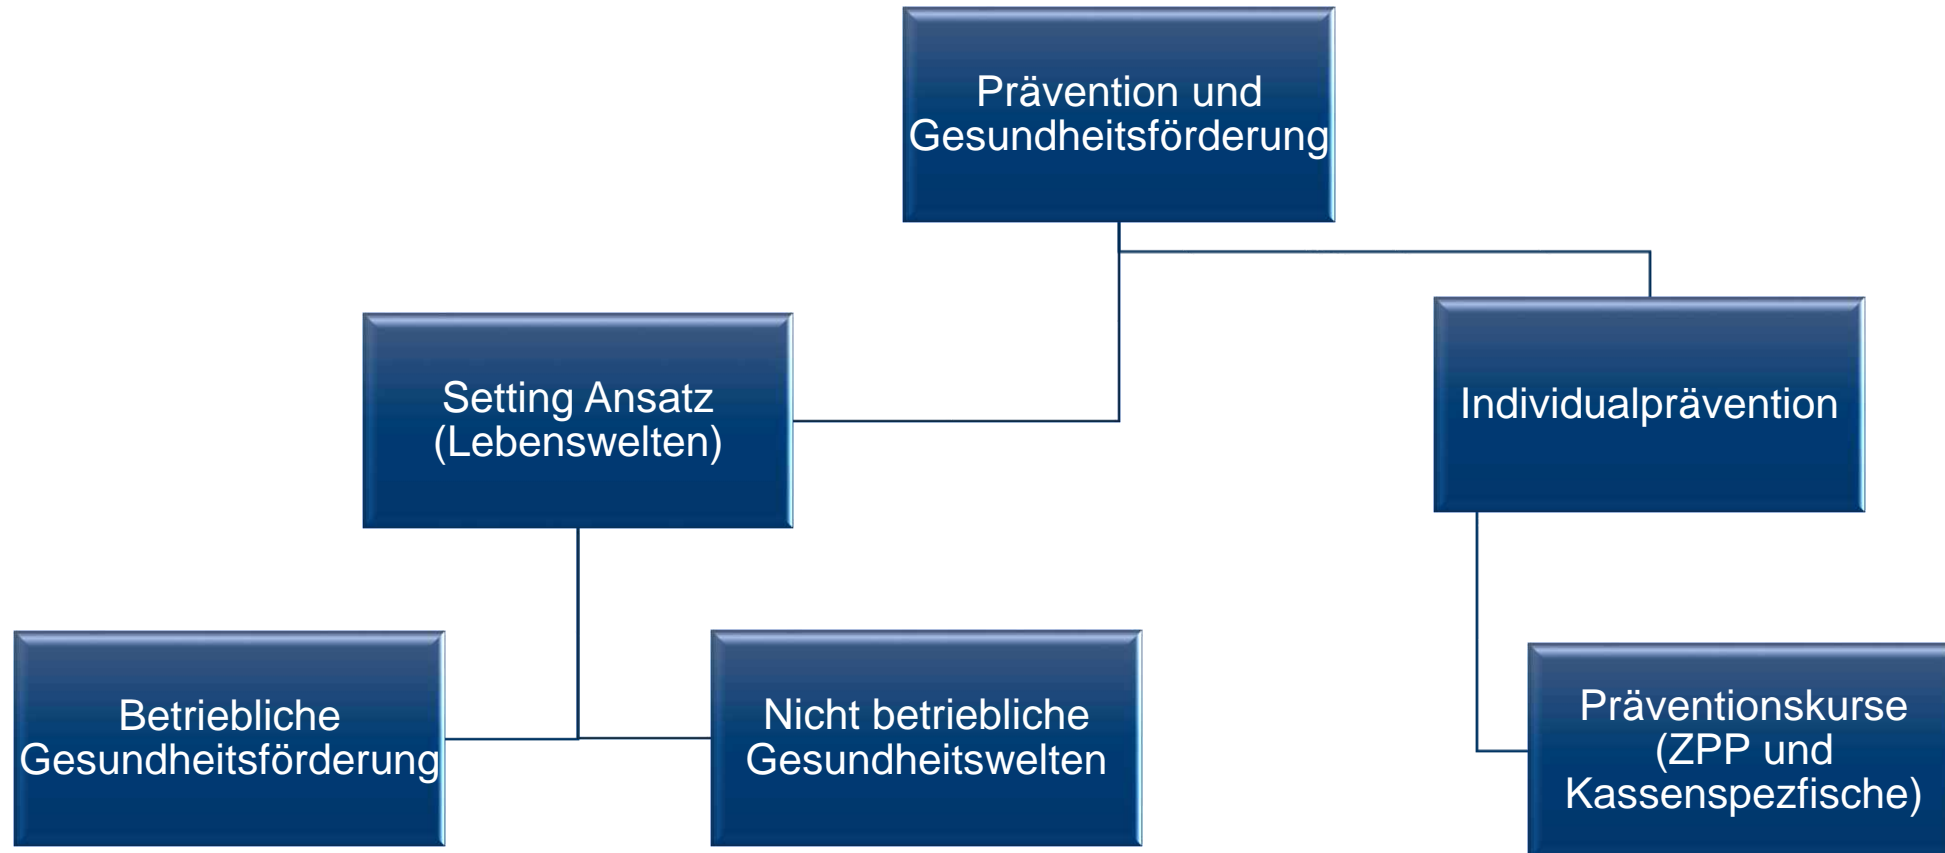 Prävention und
Gesundheitsförderung
Setting Ansatz
(Lebenswelten)
Individualprävention
Betriebliche
Gesundheitsförderung
Nicht betriebliche
Gesundheitswelten
Präventionskurse
(ZPP und
Kassenspezfische)